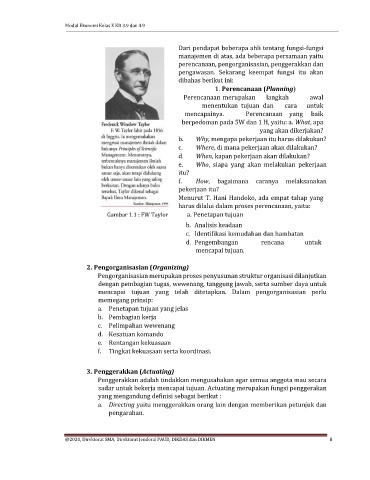 Modul Ekonomi Kelas X KD 3.9 dan 4.9
Dari pendapat beberapa ahli tentang fungsi-fungsi
manajemen di atas, ada beberapa persamaan yaitu
perencanaan, pengorganisasian, penggerakkan dan
pengawasan. Sekarang keempat fungsi itu akan
dibahas berikut ini:
1. Perencanaan (Planning)
Perencanaan merupakan langkah awal
menentukan tujuan dan cara untuk
mencapainya. Perencanaan yang baik
berpedoman pada 5W dan 1 H, yaitu: a. What, apa
yang akan dikerjakan?
b. Why, mengapa pekerjaan itu harus dilakukan?
c. Where, di mana pekerjaan akan dilakukan?
d. When, kapan pekerjaan akan dilakukan?
e. Who, siapa yang akan melakukan pekerjaan
itu?
f. How, bagaimana caranya melaksanakan
pekerjaan itu?
Menurut T. Hani Handoko, ada empat tahap yang
harus dilalui dalam proses perencanaan, yaitu:
a. Penetapan tujuan
b. Analisis keadaan
c. Identifikasi kemudahan dan hambatan
d. Pengembangan rencana untuk
mencapai tujuan.
Frederick Winslow Taylor
F. W. Taylor lahir pada 1856
di Inggris. Ia mengenalkan
mengenai manajemen ilmiah dalam
bukunya Principles of Scientific
Management. Menurutnya,
terbentuknya manajemen ilmiah
bukan hanya disebabkan oleh satu
unsur saja, akan tetapi didukung
oleh unsur-unsur lain yang saling
berkaitan. Dengan adanya buku
tersebut, Taylor dikenal sebagai
Bapak Ilmu Manajemen.
Sumber: Manajemen, 1996
Gambar 1.1 : FW Taylor
2. Pengorganisasian (Organizing)
Pengorganisasian merupakan proses penyusunan struktur organisasi dilanjutkan
dengan pembagian tugas, wewenang, tanggung jawab, serta sumber daya untuk
mencapai tujuan yang telah ditetapkan. Dalam pengorganisasian perlu
memegang prinsip:
a. Penetapan tujuan yang jelas
b. Pembagian kerja
c. Pelimpahan wewenang
d. Kesatuan komando
e. Rentangan kekuasaan
f. Tingkat kekuasaan serta koordinasi.
3. Penggerakkan (Actuating)
Penggerakkan adalah tindakkan mengusahakan agar semua anggota mau secara
sadar untuk bekerja mencapai tujuan. Actuating merupakan fungsi penggerakan
yang mengandung definisi sebagai berikut :
a. Directing yaitu menggerakkan orang lain dengan memberikan petunjuk dan
pengarahan.
@2020, Direktorat SMA, Direktorat Jenderal PAUD, DIKDAS dan DIKMEN 8